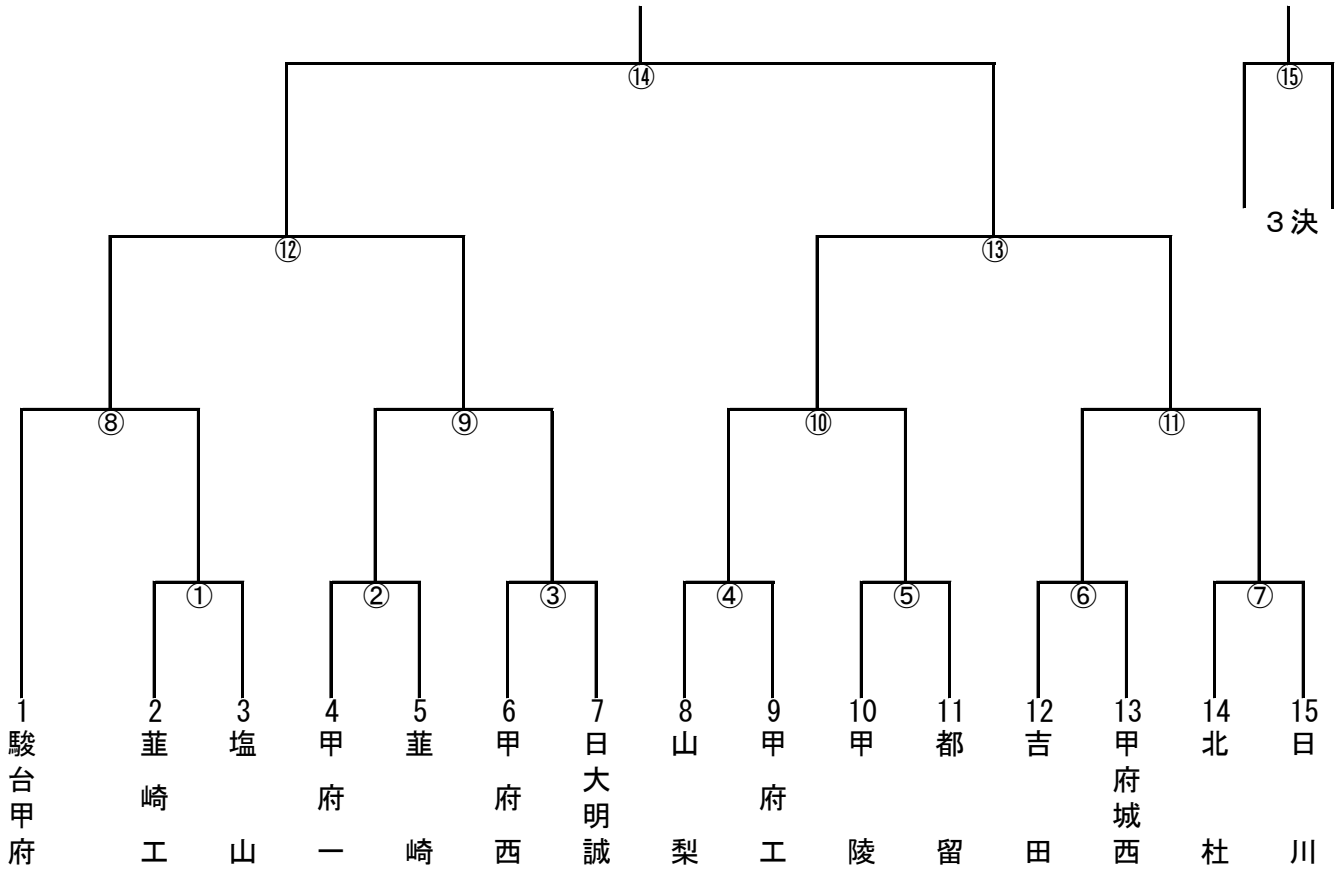 ⑭
⑮
3決
⑫
⑬
⑧
⑨
⑩
⑪
①
②
③
④
⑤
⑥
⑦
1
駿台甲府
2
韮崎工
3
塩山
4
甲府一
5
韮崎
6
甲府西
7
日大明誠
8
山梨
9
甲府工
10
甲陵
11
都留
12
吉田
13
甲府城西
14
北杜
15
日川